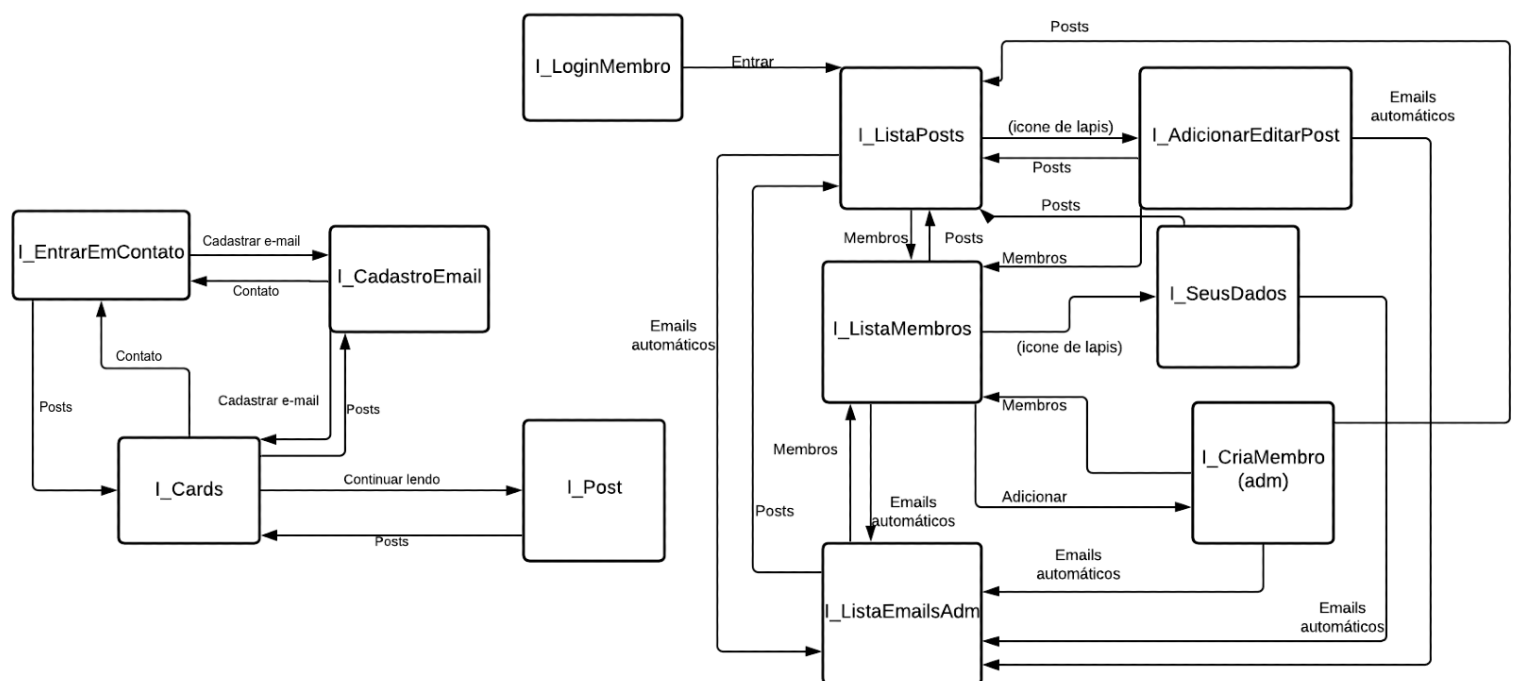 Posts
I_LoginMembro
Entrar
I_ListaPosts
(icone de lapis)
I_AdicionarEditarPost
Emails
automáticos
Posts
Posts
Membros
Posts
Membros
I_EntrarEmContato
Cadastrar e-mail
I_CadastroEmail
Contato
I_SeusDados
I_ListaMembros
(icone de lapis)
Emails
automáticos
Contato
Cadastrar e-mail
Posts
Posts
Membros
Membros
I_CriaMembro
(adm)
I_Cards
Continuar lendo
I_Post
Posts
Adicionar
Emails
automáticos
Posts
Emails
automáticos
I_ListaEmailsAdm
Emails
automáticos